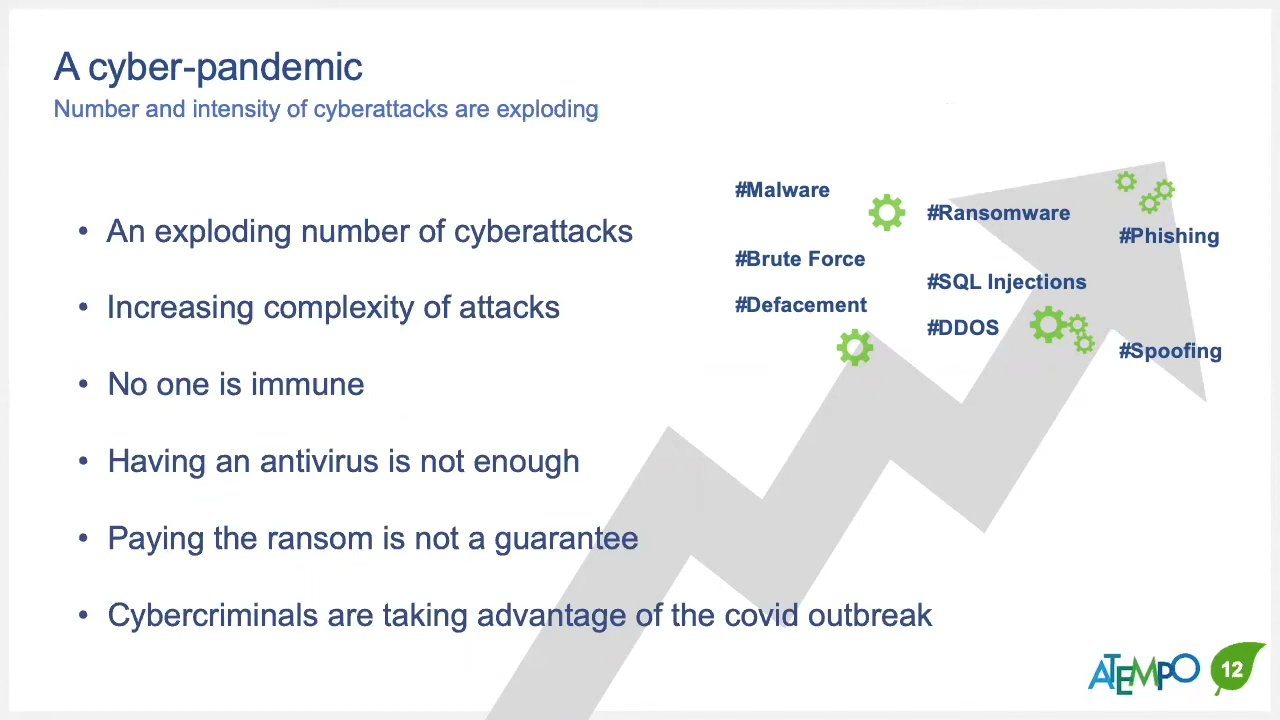 A cyber-pandemic
Number and intensity of cyberattacks are exploding
• An exploding number of cyberattacks
• Increasing complexity of attacks
• No one is immune
• Having an antivirus is not enough
• Paying the ransom is not a guarantee
• Cybercriminals are taking advantage of the covid outbreak
#Malware
#Ransomware
#Phishing
#Brute Force
#SQL Injections
#Defacement
#DDOS
#Spoofing
ATEMPO
12